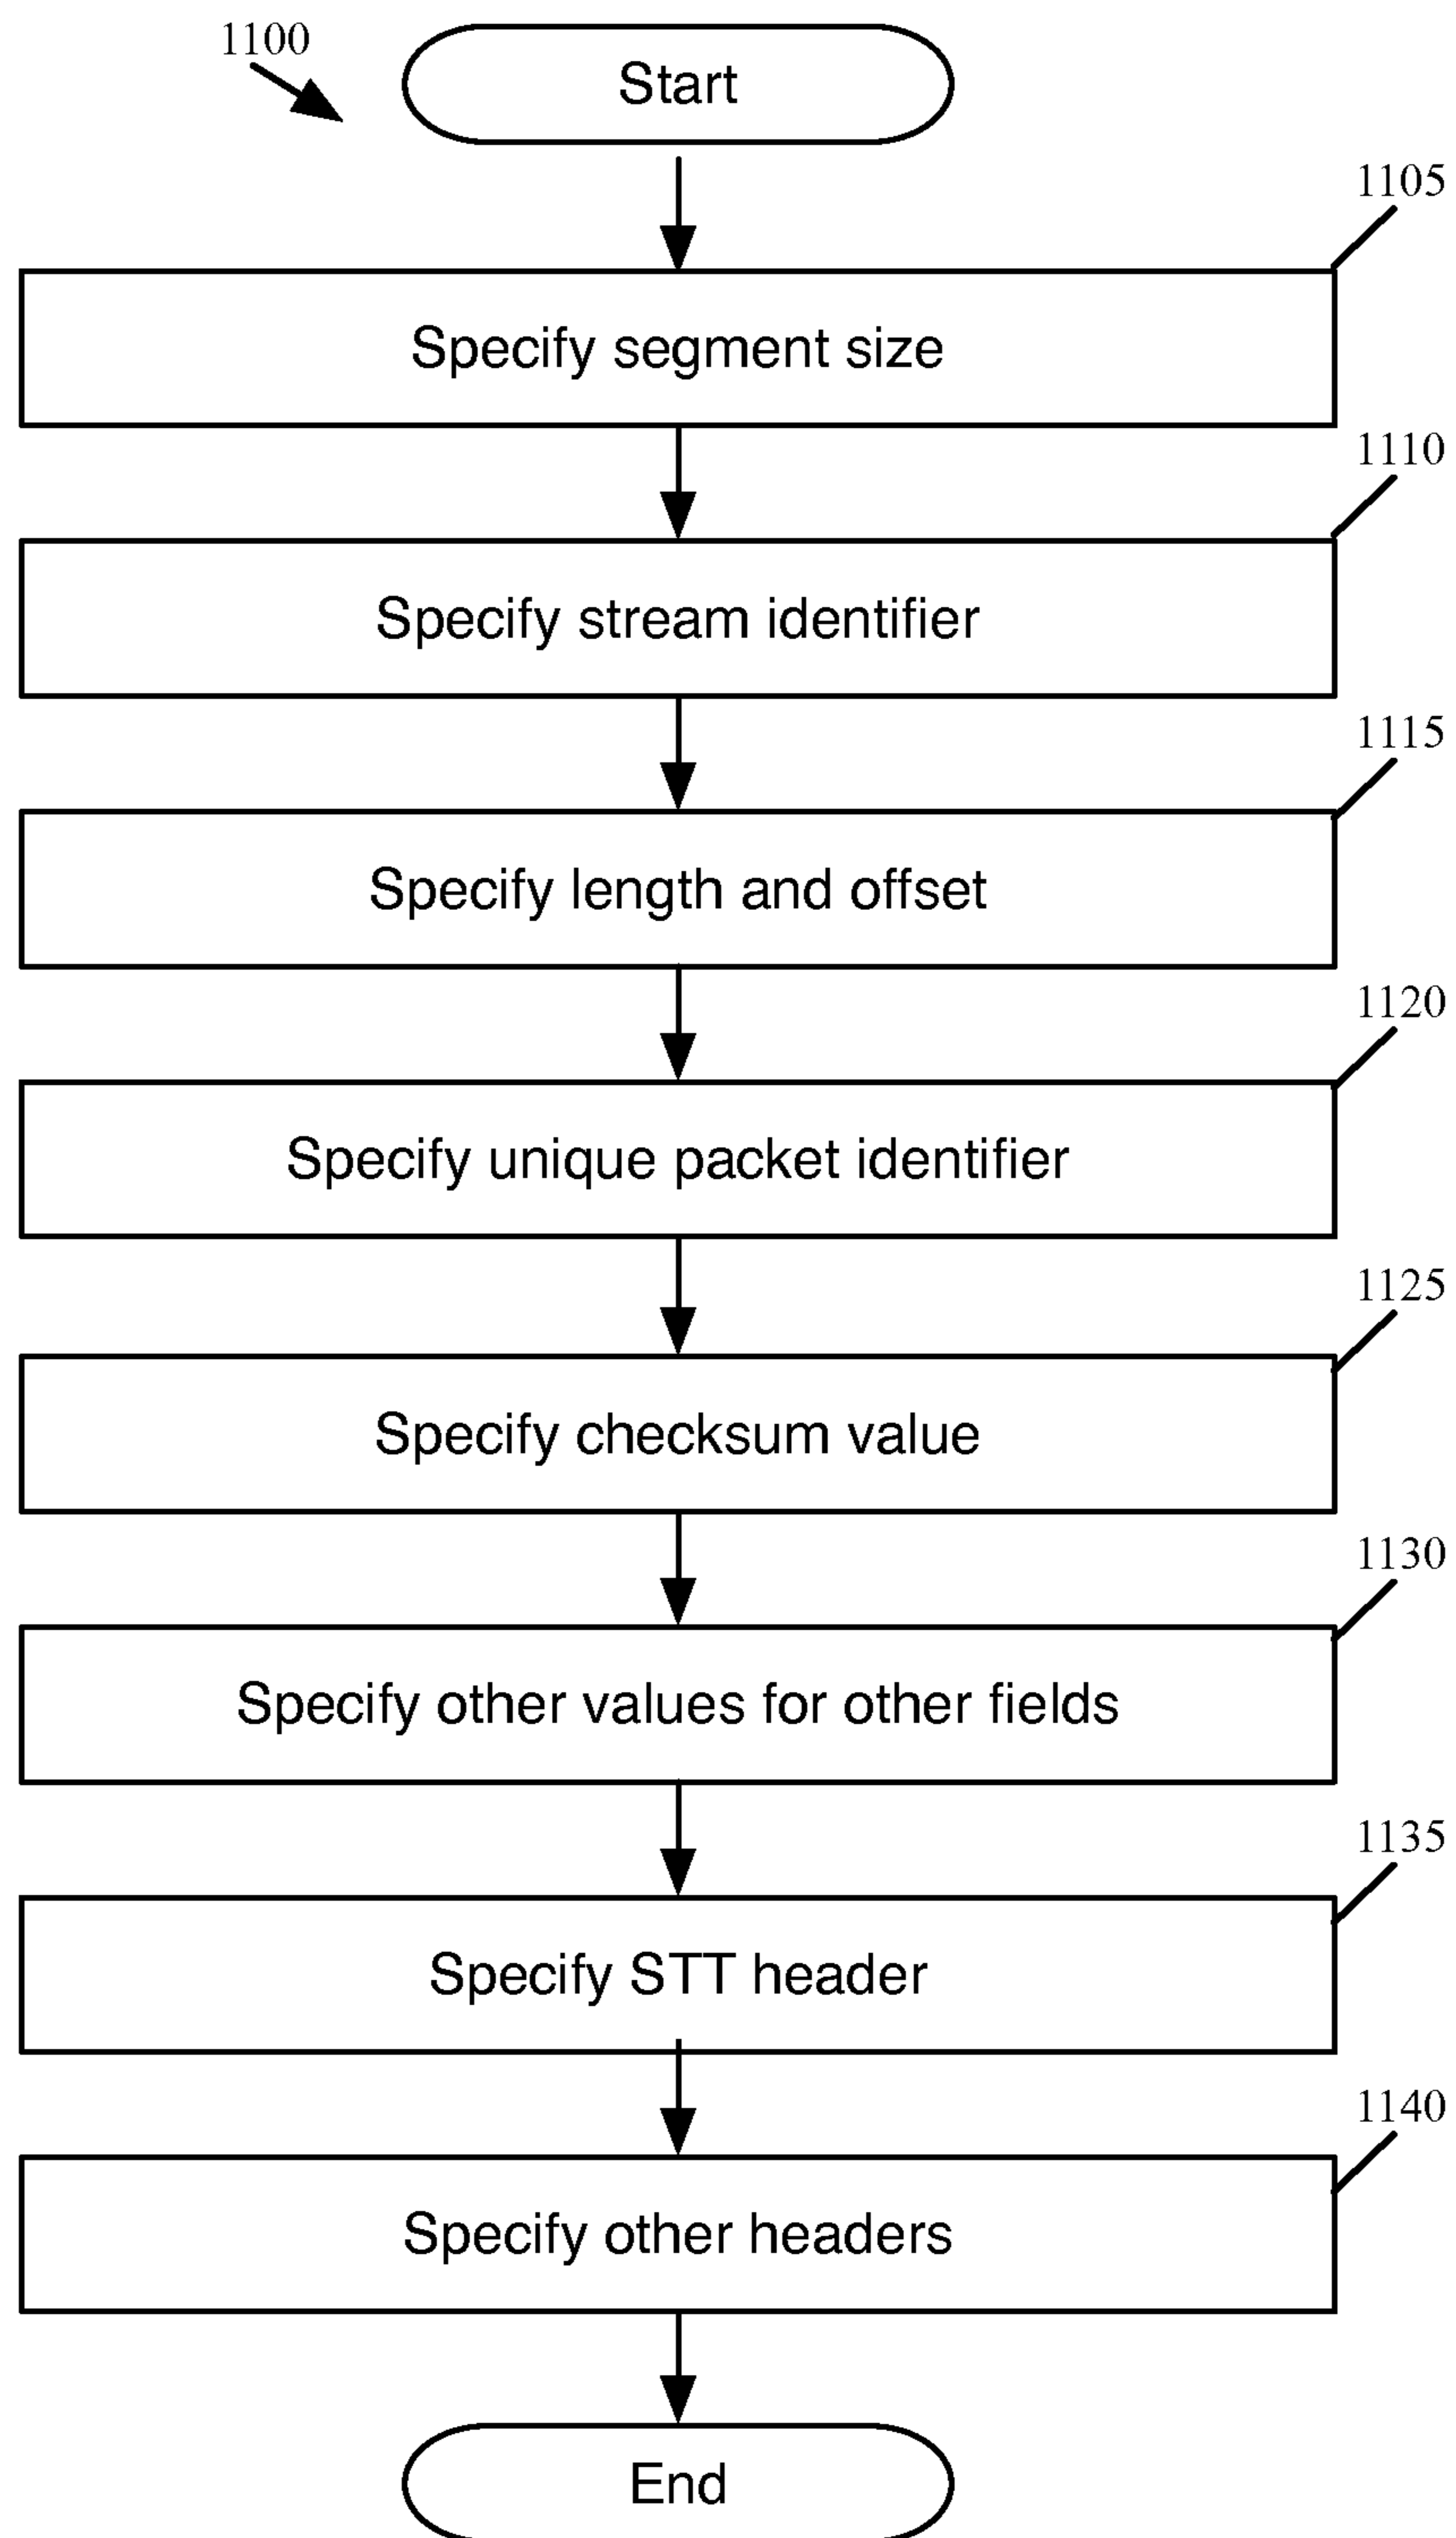 1100
Start
1105
Specify segment size
1110
Specify stream identifier
1115
Specify length and offset
1120
Specify unique packet identifier
1125
Specify checksum value
1130
Specify other values for other fields
1135
Specify STT header
1140
Specify other headers
End